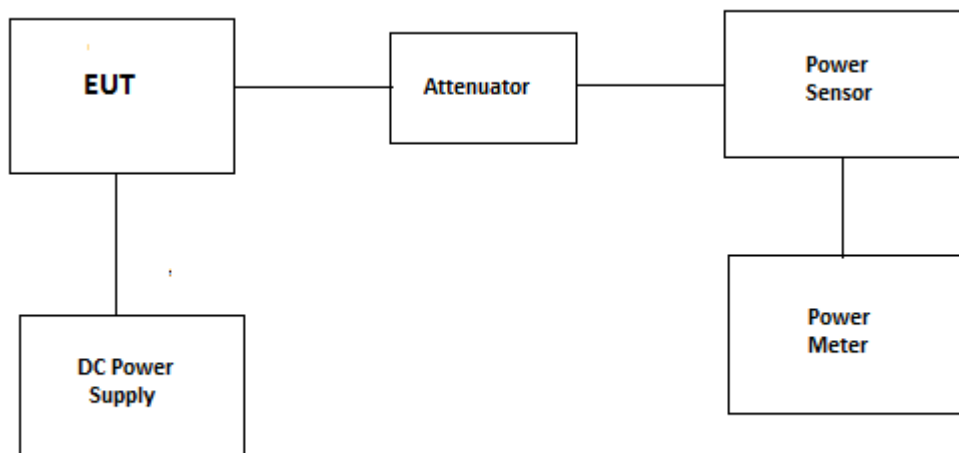 EUT
Attenuator
Power
Sensor
DC Power
Supply
Power
Meter